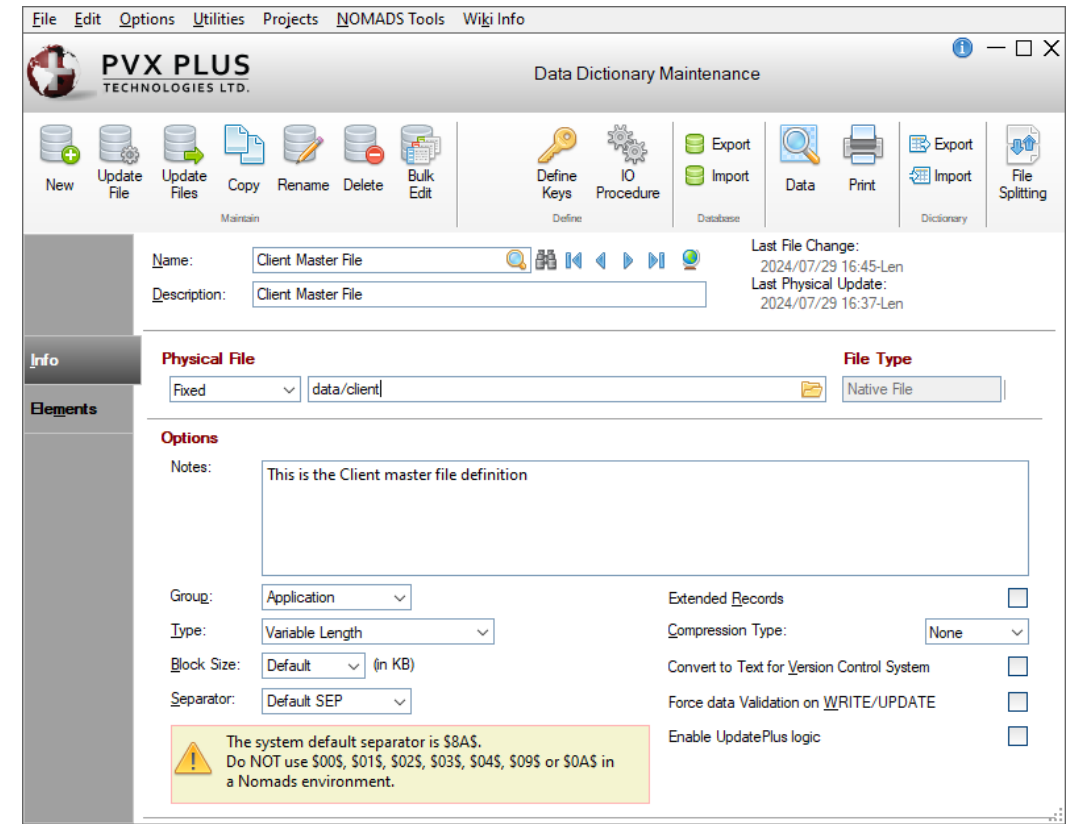 File Edit Options Utilities Projects NOMADS Tools Wiki Info
PVX PLUS
TECHNOLOGIES LTD.
Data Dictionary Maintenance
New
Update
File
Update
Files
Copy
Rename
Delete
Bulk
Edit
Maintain
Define
Keys
IO
Procedure
Define
Export
Import
Database
Data
Print
Export
Import
Dictionary
File
Splitting
Name: Client Master File
Description: Client Master File
Last File Change:
2024/07/29 16:45-Len
Last Physical Update:
2024/07/29 16:37-Len
Info
Elements
Physical File
File Type
Fixed data/client Native File
Options
Notes: This is the Client master file definition
Group: Application
Extended Records
Type: Variable Length
Compression Type: None
Block Size: Default (in KB)
Convert to Text for Version Control System
Separator: Default SEP
Force data Validation on WRITE/UPDATE
Enable UpdatePlus logic
The system default separator is $8A$.
Do NOT use $00$, $01$, $02$, $03$, $04$, $09$ or $0A$ in
a Nomads environment.